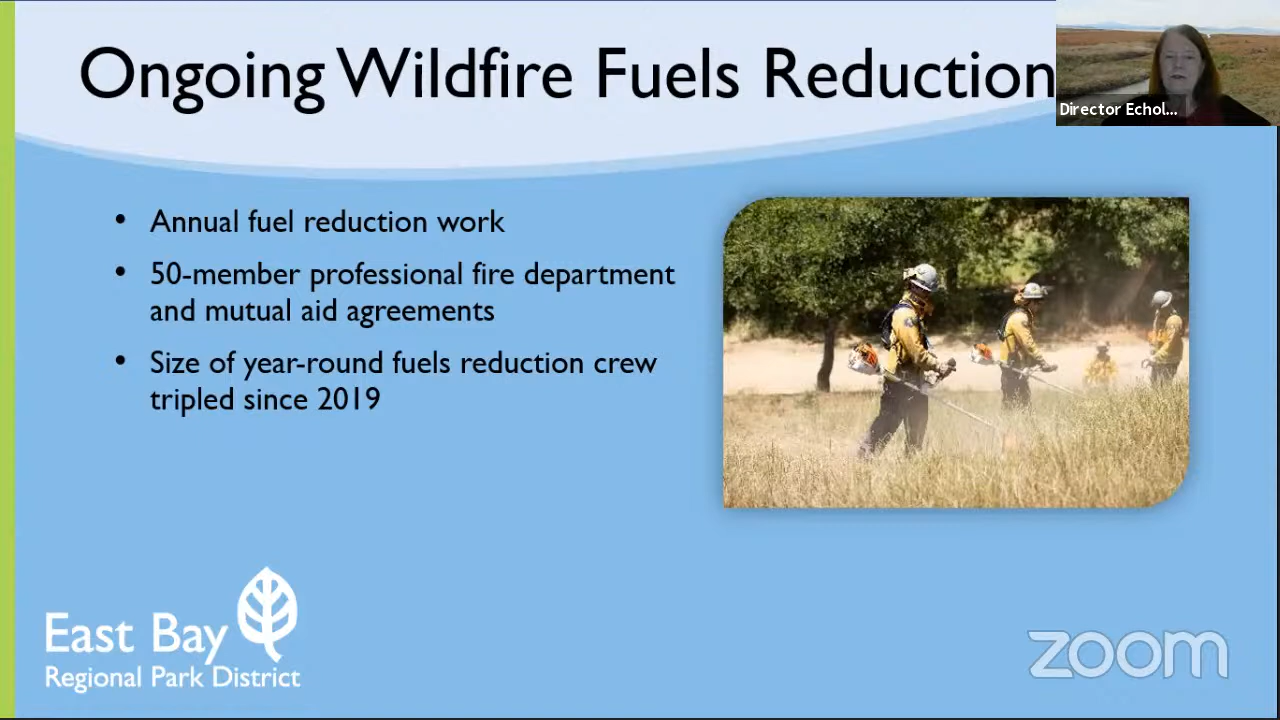 Ongoing Wildfire Fuels Reduction
Director Echol...
• Annual fuel reduction work
• 50-member professional fire department
and mutual aid agreements
• Size of year-round fuels reduction crew
tripled since 2019
East Bay
Regional Park District
zoom